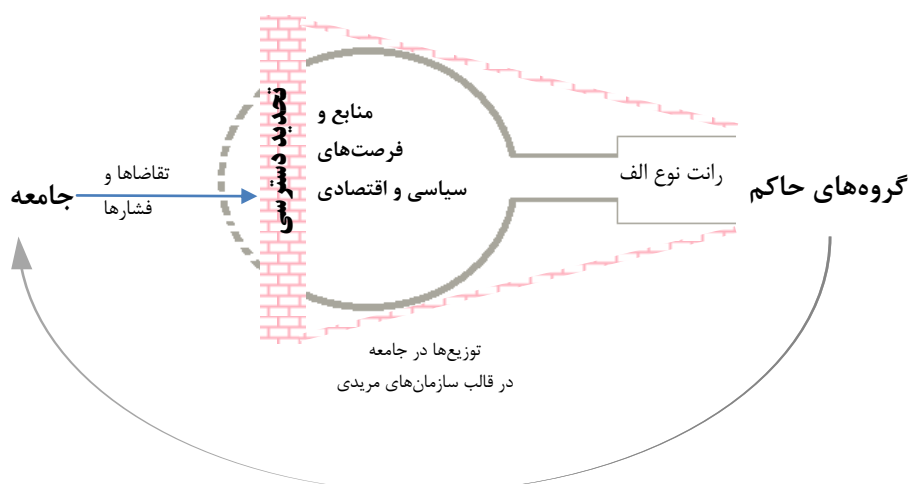 گروه‌های حاکم
رانت نوع الف
منابع و
فرصت‌های
سیاسی و اقتصادی
تحدید دسترسی
تقاضاها و
فشارها
جامعه
توزیع‌ها در جامعه
در قالب سازمان‌های مریدی